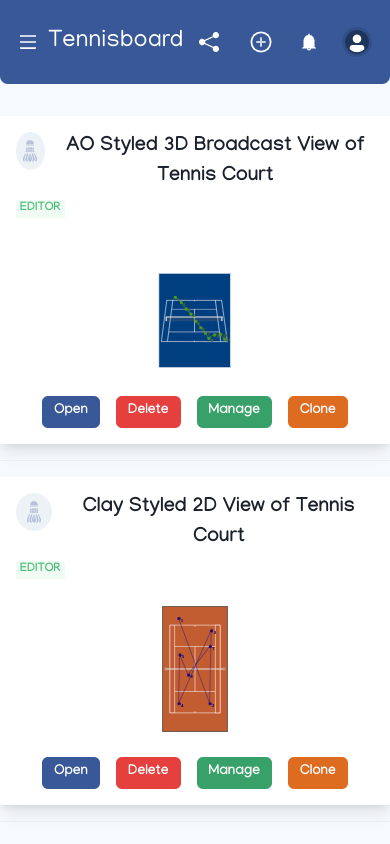 Tennisboard
AO Styled 3D Broadcast View of
Tennis Court
EDITOR
Open
Delete
Manage
Clone
Clay Styled 2D View of Tennis
Court
EDITOR
Open
Delete
Manage
Clone